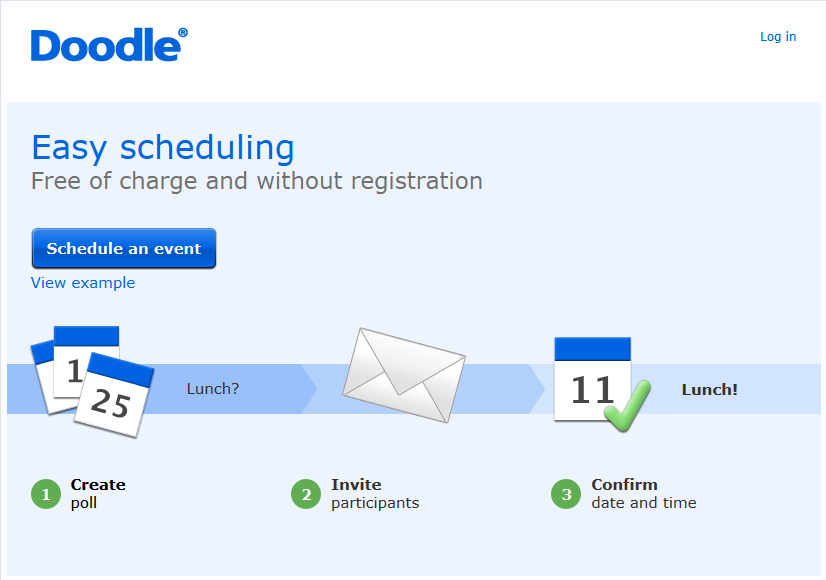 Doodle®
Log in
Easy scheduling
Free of charge and without registration
Schedule an event
View example
1
25
Lunch?
11
Lunch!
1 Create
poll
2 Invite
participants
3 Confirm
date and time